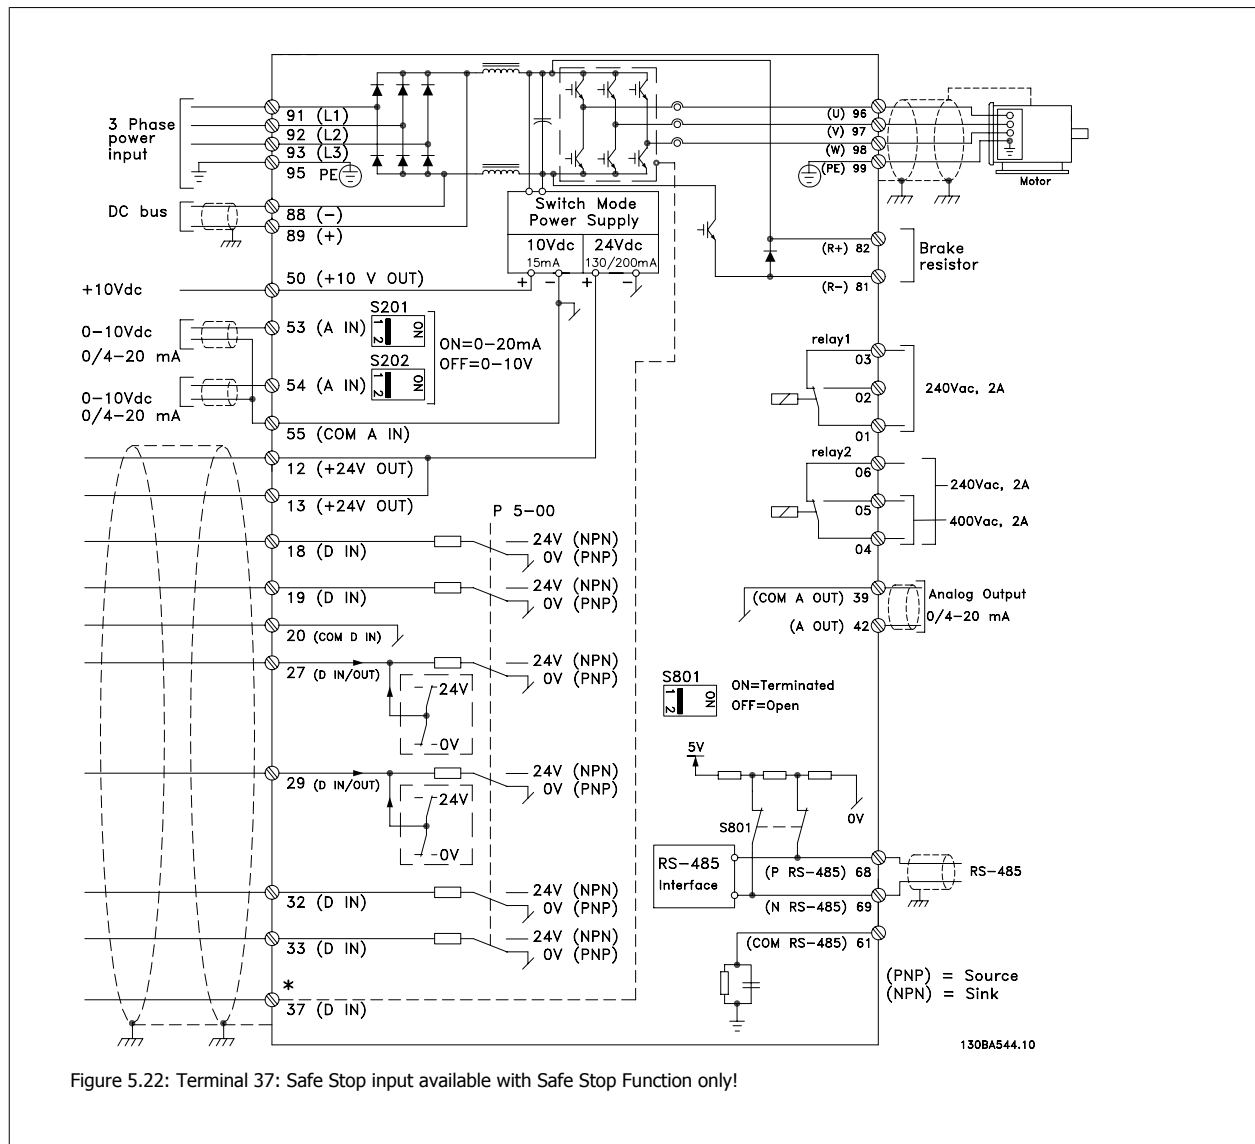 3 Phase
power
input
91 (L1)
92 (L2)
93 (L3)
95 PE
DC bus
88 (-)
89 (+)
+10Vdc
50 (+10 V OUT)
Switch Mode
Power Supply
10Vdc
15mA
24Vdc
130/200mA
+ - + -
(U) 96
(V) 97
(W) 98
(PE) 99
Motor
(R+) 82
(R-) 81
Brake
resistor
0-10Vdc
0/4-20 mA
53 (A IN)
S201
1 2
ON
0-10Vdc
0/4-20 mA
54 (A IN)
S202
1 2
ON
ON=0-20mA
OFF=0-10V
55 (COM A IN)
12 (+24V OUT)
13 (+24V OUT)
P 5-00
18 (D IN)
24V (NPN)
0V (PNP)
19 (D IN)
24V (NPN)
0V (PNP)
20 (COM D IN)
27 (D IN/OUT)
24V (NPN)
0V (PNP)
24V
0V
29 (D IN/OUT)
24V (NPN)
0V (PNP)
24V
0V
32 (D IN)
24V (NPN)
0V (PNP)
33 (D IN)
24V (NPN)
0V (PNP)
*
37 (D IN)
relay1
03
02
01
240Vac, 2A
relay2
06
05
04
240Vac, 2A
400Vac, 2A
(COM A OUT) 39
(A OUT) 42
Analog Output
0/4-20 mA
S801
1 2
ON
ON=Terminated
OFF=Open
5V
0V
S801
RS-485
Interface
(P RS-485) 68
(N RS-485) 69
(COM RS-485) 61
RS-485
(PNP) = Source
(NPN) = Sink
130BA544.10
Figure 5.22: Terminal 37: Safe Stop input available with Safe Stop Function only!